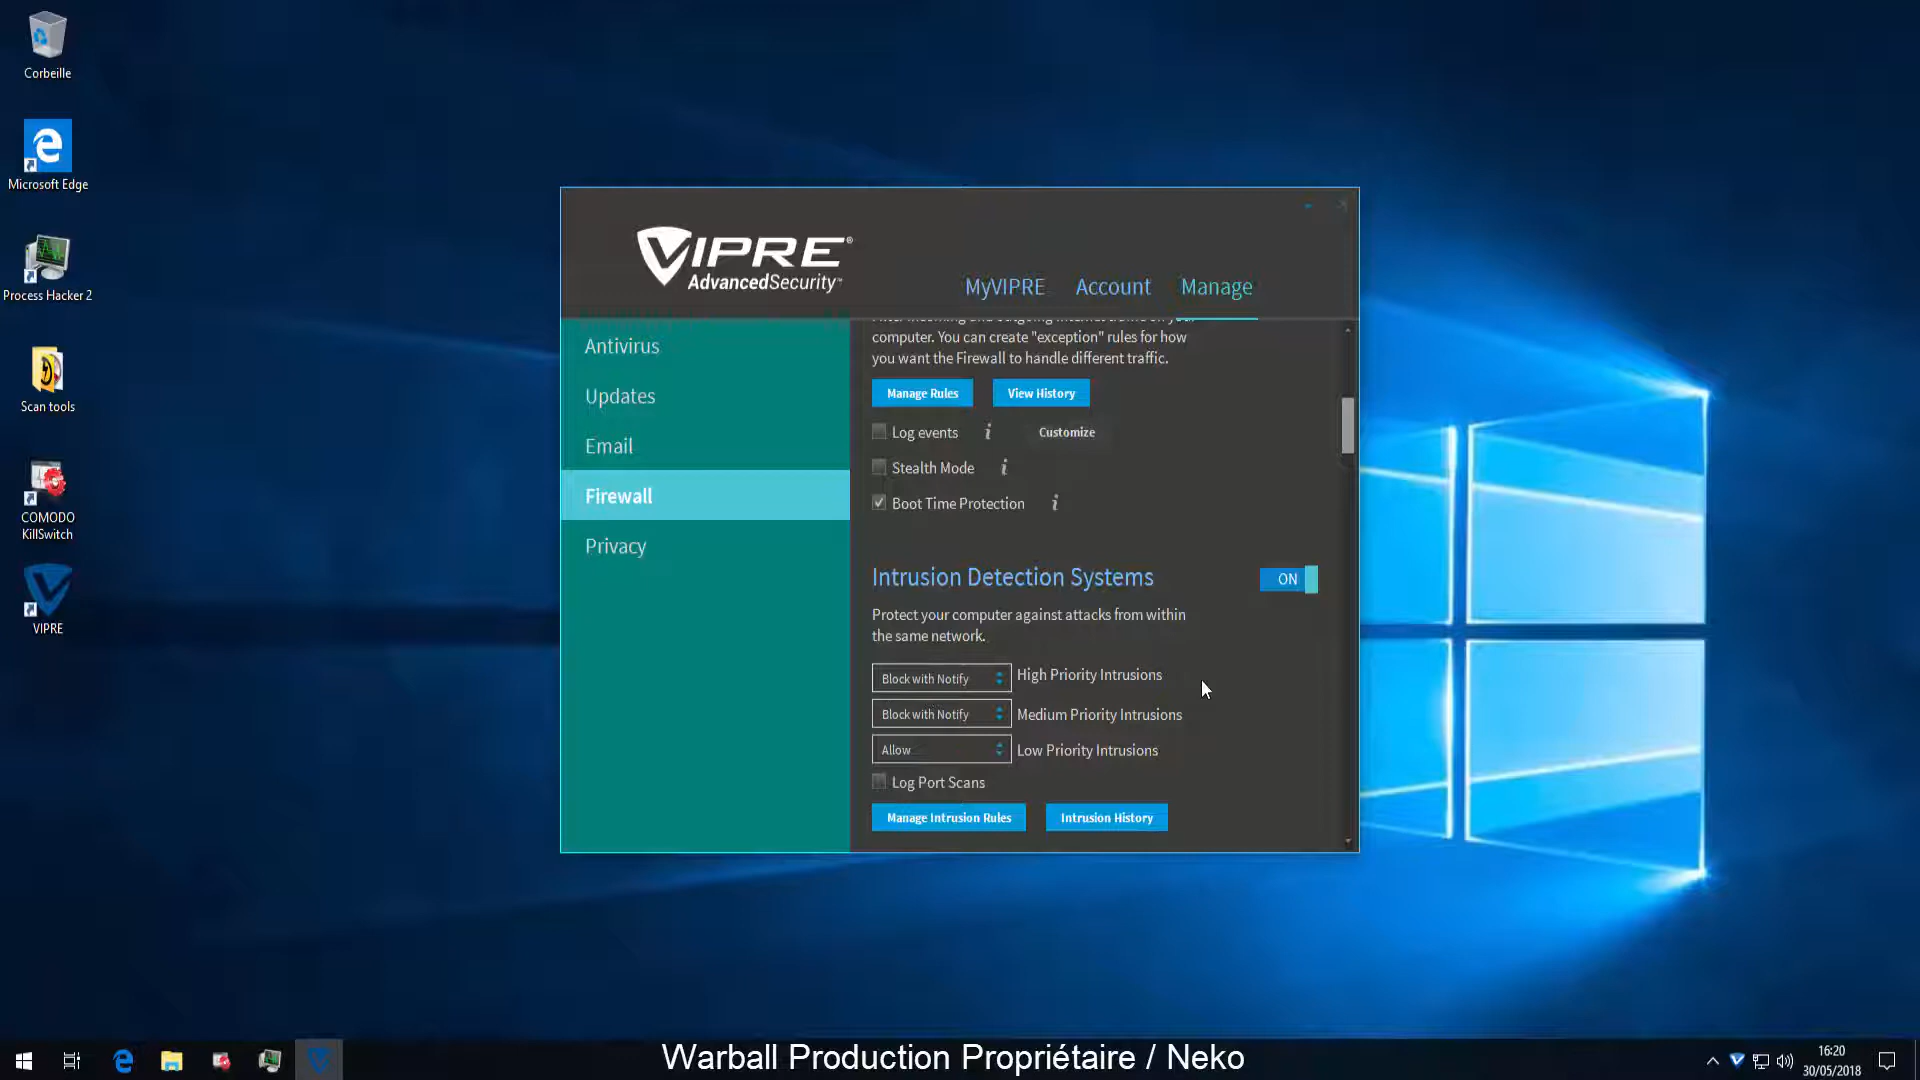 Corbeille
Microsoft Edge
Process Hacker 2
Scan tools
COMODO
KillSwitch
VIPRE
VIPRE®
AdvancedSecurity™
MyVIPRE Account Manage
Antivirus
Updates
Email
Firewall
Privacy
computer. You can create "exception" rules for how
you want the Firewall to handle different traffic.
Manage Rules View History
Log events i Customize
Stealth Mode i
Boot Time Protection i
Intrusion Detection Systems ON
Protect your computer against attacks from within
the same network.
Block with Notify High Priority Intrusions
Block with Notify Medium Priority Intrusions
Allow Low Priority Intrusions
Log Port Scans
Manage Intrusion Rules Intrusion History
Warball Production Propriétaire / Neko
16:20
30/05/2018